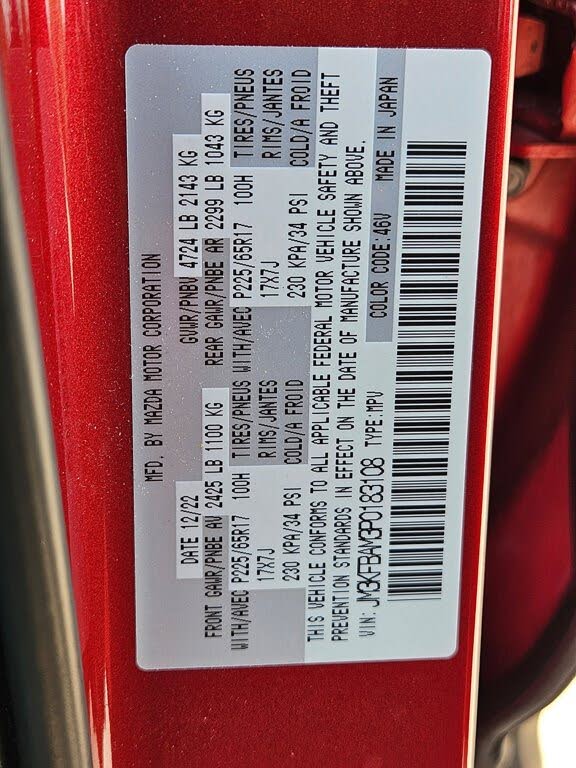 MFD. BY MAZDA MOTOR CORPORATION
DATE 12/22 GVWR/PNBV 4724 LB 2143 KG
FRONT GAWR/PNBE AV 2425 LB 1100 KG REAR GAWR/PNBE AR 2299 LB 1043 KG
WITH/AVEC P225/65R17 100H TIRES/PNEUS WITH/AVEC P225/65R17 100H TIRES/PNEUS
17X7J RIMS/JANTES 17X7J RIMS/JANTES
230 KPA/34 PSI COLD/A FROID 230 KPA/34 PSI COLD/A FROID
THIS VEHICLE CONFORMS TO ALL APPLICABLE FEDERAL MOTOR VEHICLE SAFETY AND THEFT
PREVENTION STANDARDS IN EFFECT ON THE DATE OF MANUFACTURE SHOWN ABOVE.
VIN: JM3KFBAM3P0183108 TYPE:MPV COLOR CODE:46V MADE IN JAPAN